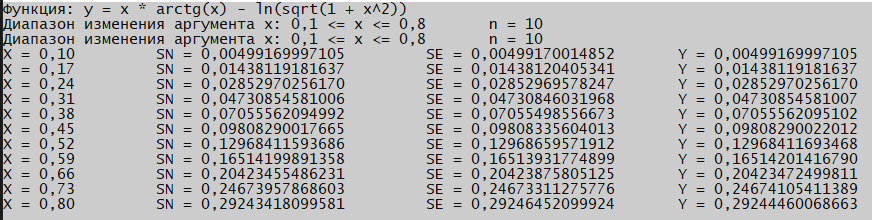 Функция: y = x * arctg(x) - ln(sqrt(1 + x^2))
Диапазон изменения аргумента x: 0,1 <= x <= 0,8 n = 10
Диапазон изменения аргумента x: 0,1 <= x <= 0,8 n = 10
X = 0,10 SN = 0,00499169997105 SE = 0,00499170014852 Y = 0,00499169997105
X = 0,17 SN = 0,01438119181637 SE = 0,01438120405341 Y = 0,01438119181637
X = 0,24 SN = 0,02852970256170 SE = 0,02852969578247 Y = 0,02852970256170
X = 0,31 SN = 0,04730854581006 SE = 0,04730846031968 Y = 0,04730854581007
X = 0,38 SN = 0,07055562094992 SE = 0,07055498556673 Y = 0,07055562095102
X = 0,45 SN = 0,09808290017665 SE = 0,09808335604013 Y = 0,09808290022012
X = 0,52 SN = 0,12968411593686 SE = 0,12968659571912 Y = 0,12968411693468
X = 0,59 SN = 0,16514199891358 SE = 0,16513931774899 Y = 0,16514201416790
X = 0,66 SN = 0,20423455486231 SE = 0,20423875805125 Y = 0,20423472499811
X = 0,73 SN = 0,24673957868603 SE = 0,24673311275776 Y = 0,24674105411389
X = 0,80 SN = 0,29243418099581 SE = 0,29246452099924 Y = 0,29244460068663